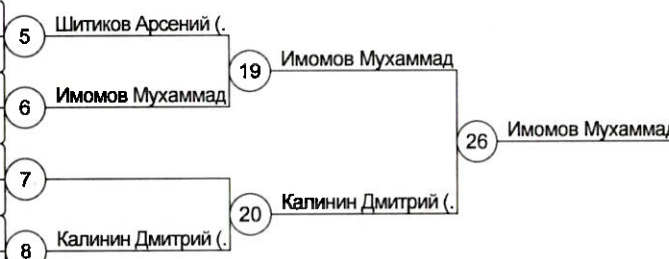 5 Шитиков Арсений (.
19 Имомов Мухаммад
6 Имомов Мухаммад
26 Имомов Мухаммад
7
20 Калинин Дмитрий (.
8 Калинин Дмитрий (.